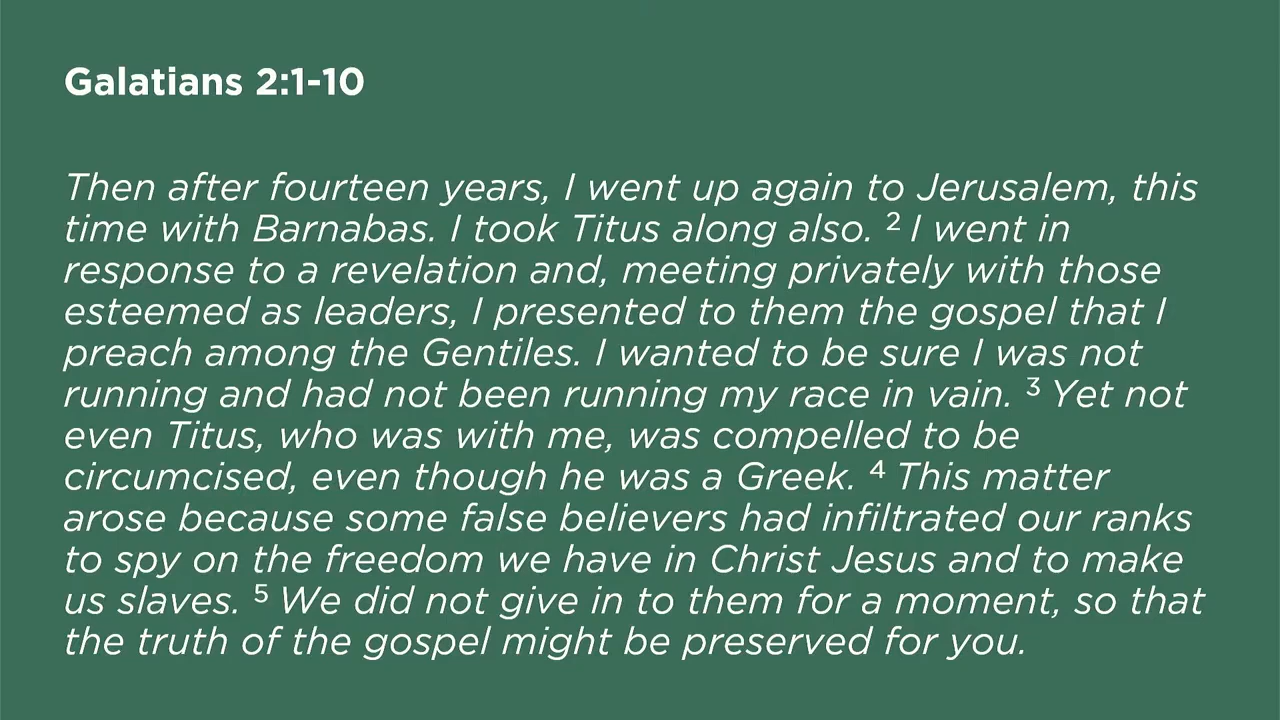 Galatians 2:1-10
Then after fourteen years, I went up again to Jerusalem, this
time with Barnabas. I took Titus along also. ² I went in
response to a revelation and, meeting privately with those
esteemed as leaders, I presented to them the gospel that I
preach among the Gentiles. I wanted to be sure I was not
running and had not been running my race in vain. ³ Yet not
even Titus, who was with me, was compelled to be
circumcised, even though he was a Greek. ⁴ This matter
arose because some false believers had infiltrated our ranks
to spy on the freedom we have in Christ Jesus and to make
us slaves. ⁵ We did not give in to them for a moment, so that
the truth of the gospel might be preserved for you.